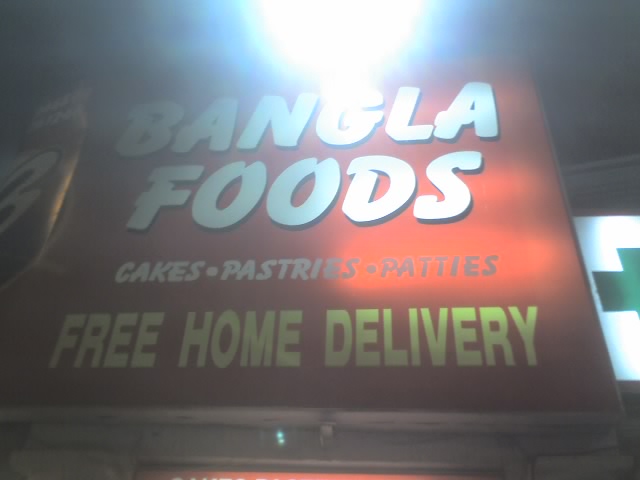 BANGLA
FOODS
CAKES • PASTRIES • PATTIES
FREE HOME DELIVERY